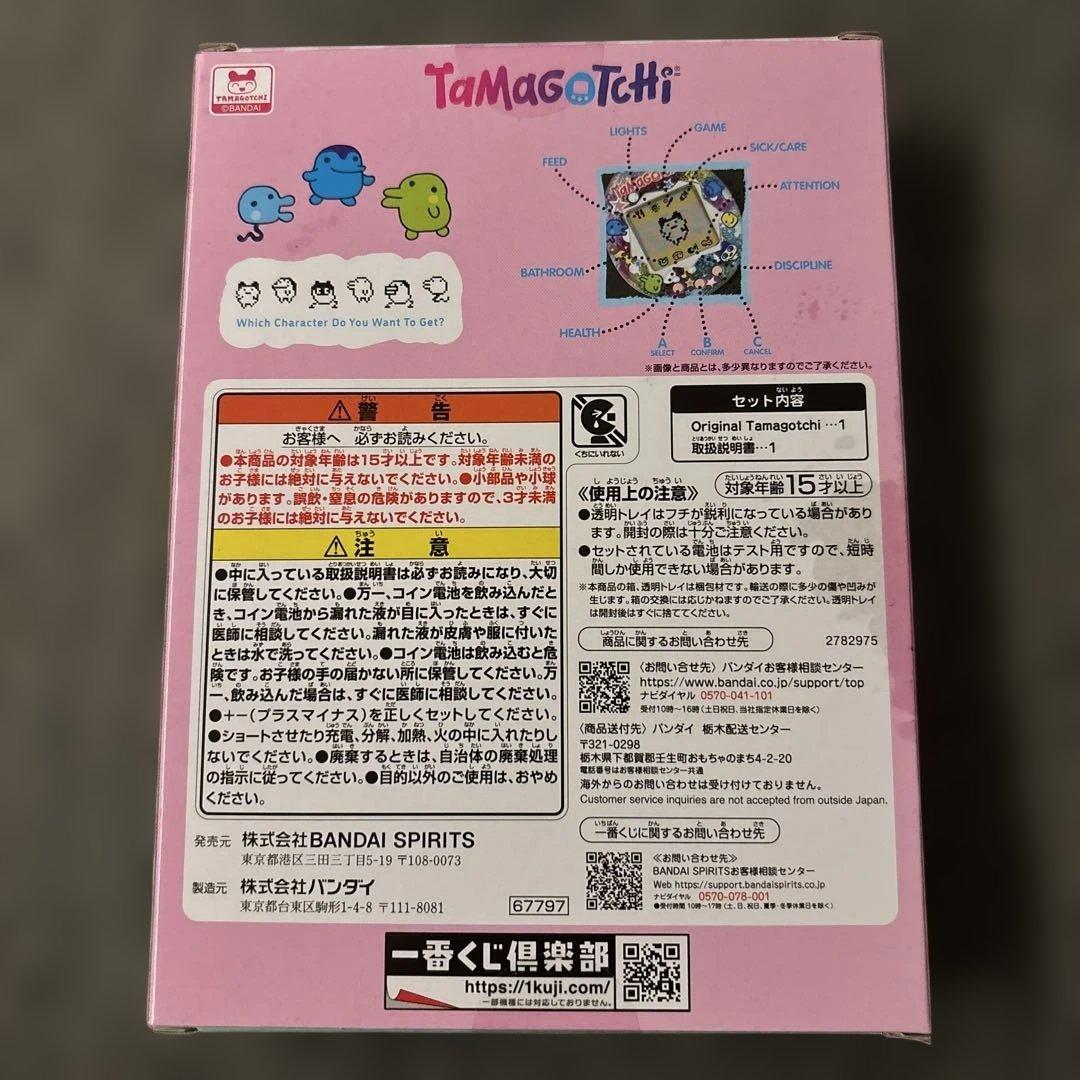 TAMAGOTCHI
©BANDAI
TaMaGoTCHi®
LIGHTS
GAME
SICK/CARE
FEED
ATTENTION
BATHROOM
DISCIPLINE
HEALTH
A
SELECT
B
CONFIRM
C
CANCEL
TaMAGO
Which Character Do You Want To Get?
※画像と商品とは、多少異なりますのでご了承ください。
⚠警告
お客様へ 必ずお読みください。
●本商品の対象年齢は15才以上です。対象年齢未満の
お子様には絶対に与えないでください。●小部品や小球
があります。誤飲・窒息の危険がありますので、3才未満
のお子様には絶対に与えないでください。
⚠注意
●中に入っている取扱説明書は必ずお読みになり、大切
に保管してください。●万一、コイン電池を飲み込んだと
き、コイン電池から漏れた液が目に入ったときは、すぐに
医師に相談してください。漏れた液が皮膚や服に付いた
ときは水で洗ってください。●コイン電池は飲み込むと危
険です。お子様の手の届かない所に保管してください。万
一、飲み込んだ場合は、すぐに医師に相談してください。
●+−(プラスマイナス)を正しくセットしてください。
●ショートさせたり充電、分解、加熱、火の中に入れたりし
ないでください。●廃棄するときは、自治体の廃棄処理
の指示に従ってください。●目的以外のご使用は、おやめ
ください。
発売元 株式会社BANDAI SPIRITS
東京都港区三田三丁目5-19 〒108-0073
製造元 株式会社バンダイ
東京都台東区駒形1-4-8 〒111-8081
67797
くちにいれない
セット内容
Original Tamagotchi …1
取扱説明書…1
《使用上の注意》
対象年齢15才以上
●透明トレイはフチが鋭利になっている場合があり
ます。開封の際は十分ご注意ください。
●セットされている電池はテスト用ですので、短時
間しか使用できない場合があります。
※本商品の箱、透明トレイは梱包材です。輸送の際に多少の傷や凹みが
生じます。箱の交換には応じかねますのでご了承ください。透明トレイ
は開封後はすぐに捨ててください。
商品に関するお問い合わせ先
2782975
〈お問い合せ先〉バンダイお客様相談センター
https://www.bandai.co.jp/support/top
ナビダイヤル 0570-041-101
受付10時〜16時(土日祝日、当社指定休業日を除く)
〈商品送付先〉バンダイ 栃木配送センター
〒321-0298
栃木県下都賀郡壬生町おもちゃのまち4-2-20
電話番号はお客様相談センター共通
海外からのお問い合わせは受け付けておりません。
Customer service inquiries are not accepted from outside Japan.
一番くじに関するお問い合わせ先
≪お問い合わせ先≫
BANDAI SPIRITSお客様相談センター
Web https://support.bandaispirits.co.jp
ナビダイヤル 0570-078-001
●受付時間 10時〜17時(土、日、祝日、夏季・冬季休業日を除く)
一番くじ倶楽部
https://1kuji.com/
一部機種には対応しておりません。